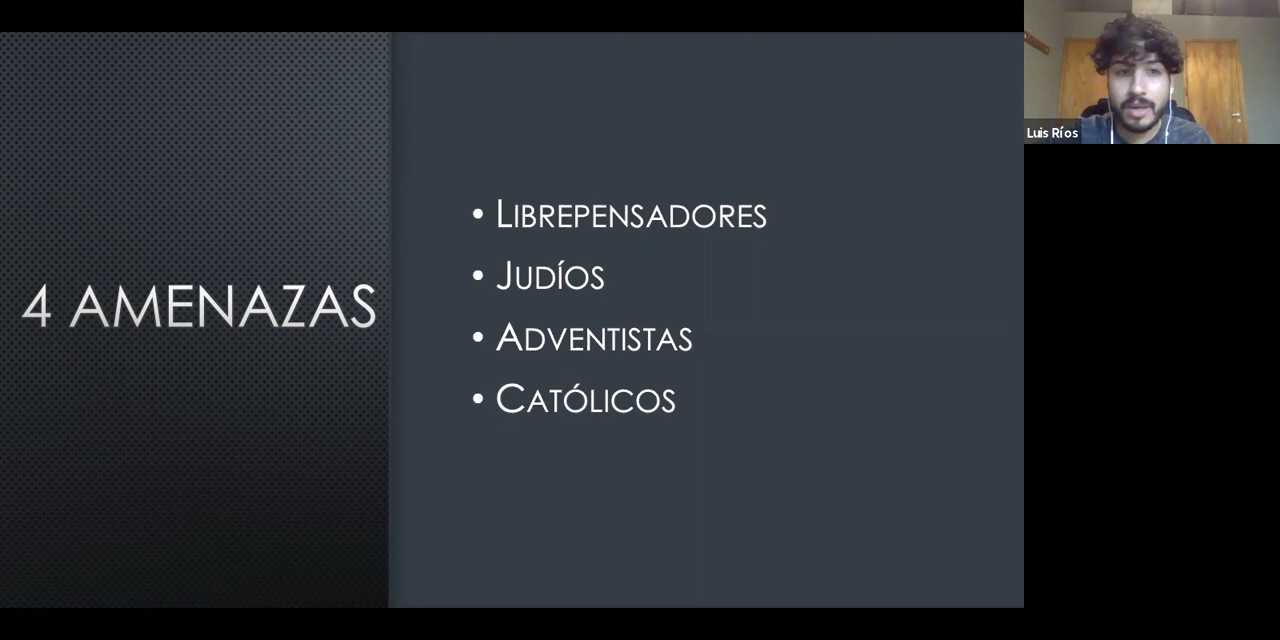 4 AMENAZAS
• LIBREPENSADORES
• JUDÍOS
• ADVENTISTAS
• CATÓLICOS
Luis Ríos